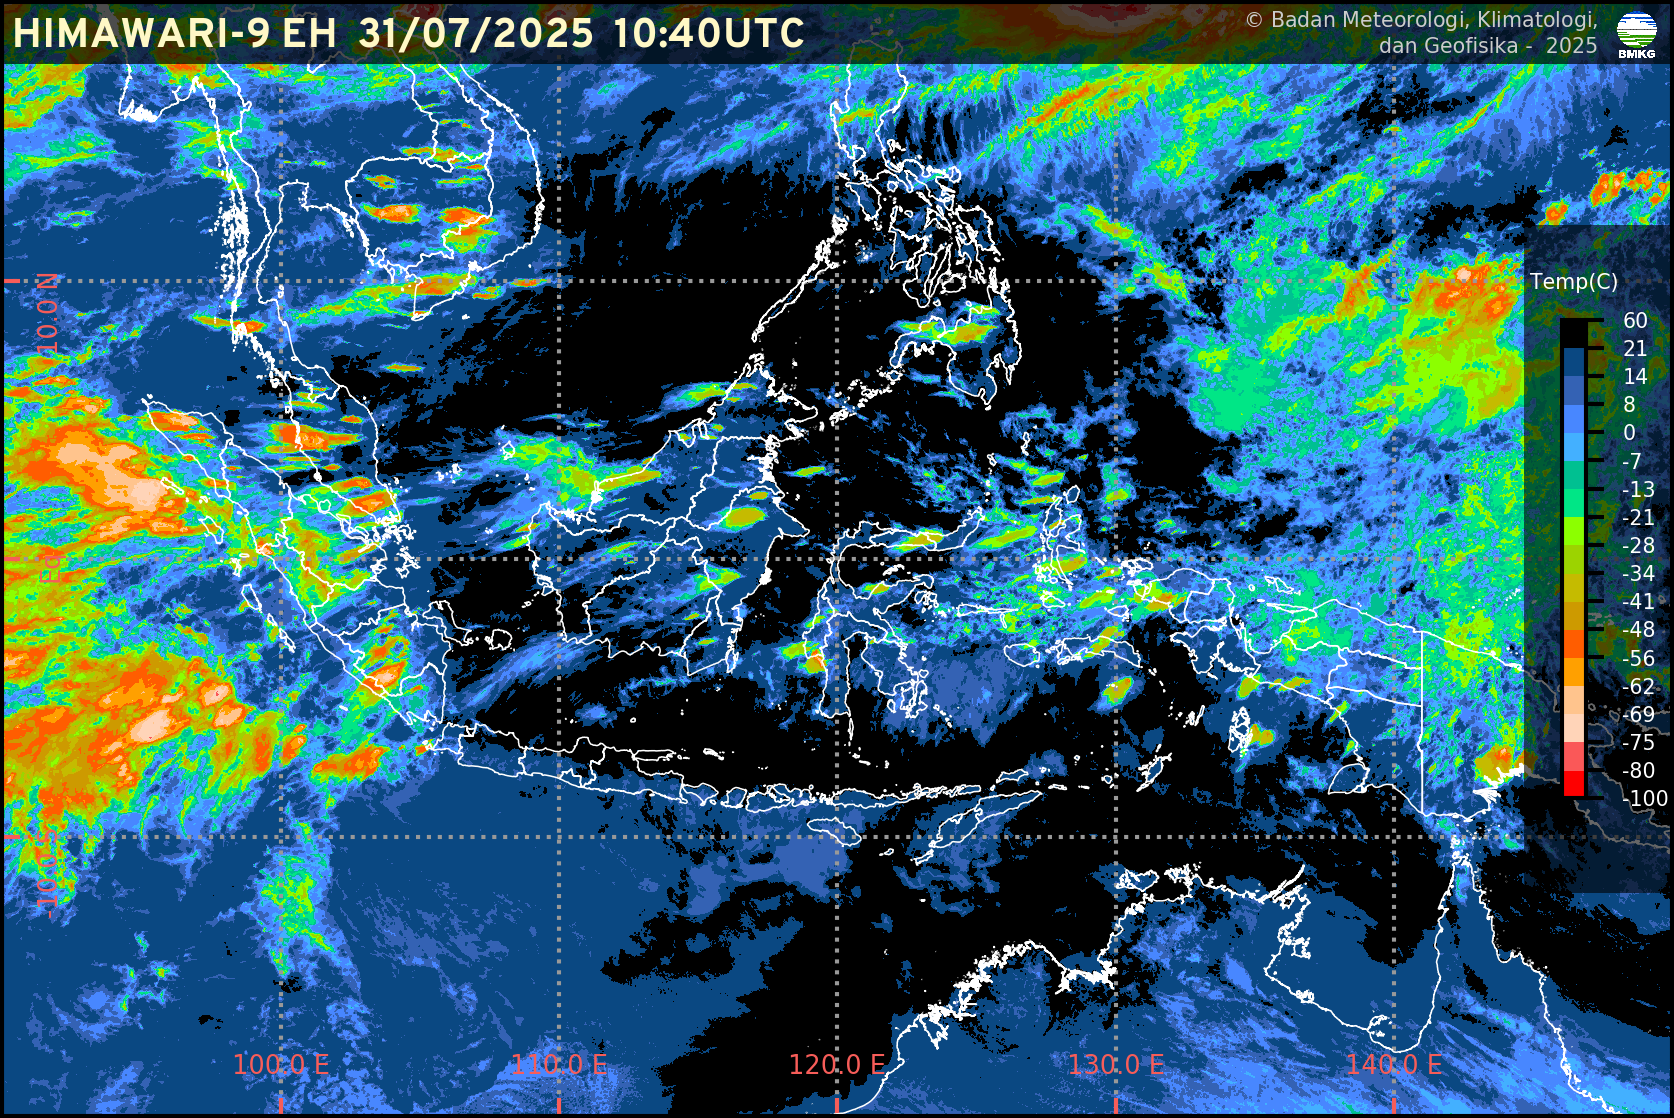 HIMAWARI-9 EH 31/07/2025 10:40UTC
© Badan Meteorologi, Klimatologi,
dan Geofisika - 2025
BMKG
Temp(C)
60
21
14
8
0
-7
-13
-21
-28
-34
-41
-48
-56
-62
-69
-75
-80
-100
10.0 N
100.0 E
110.0 E
120.0 E
130.0 E
140.0 E